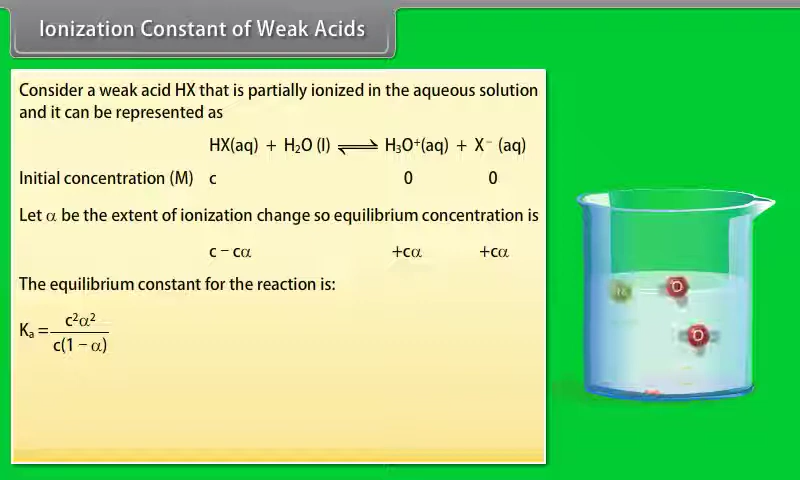 Ionization Constant of Weak Acids
Consider a weak acid HX that is partially ionized in the aqueous solution
and it can be represented as
HX(aq) + H₂O (l) ⇌ H₃O⁺(aq) + X⁻ (aq)
Initial concentration (M) c 0 0
Let α be the extent of ionization change so equilibrium concentration is
c – cα +cα +cα
The equilibrium constant for the reaction is:
Kₐ = c²α² / c(1 – α)
O
O